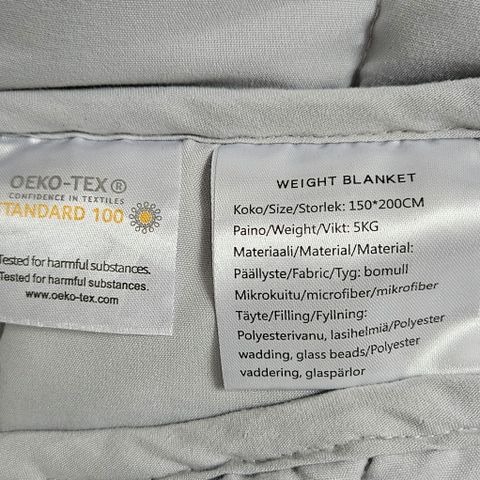 OEKO-TEX®
CONFIDENCE IN TEXTILES
STANDARD 100
Tested for harmful substances.
Tested for harmful substances.
www.oeko-tex.com
WEIGHT BLANKET
Koko/Size/Storlek: 150*200CM
Paino/Weight/Vikt: 5KG
Materiaali/Material/Material:
Päällyste/Fabric/Tyg: bomull
Mikrokuitu/microfiber/mikrofiber
Täyte/Filling/Fyllning:
Polyesterivanu, lasihelmiä/Polyester
wadding, glass beads/Polyester
vaddering, glaspärlor